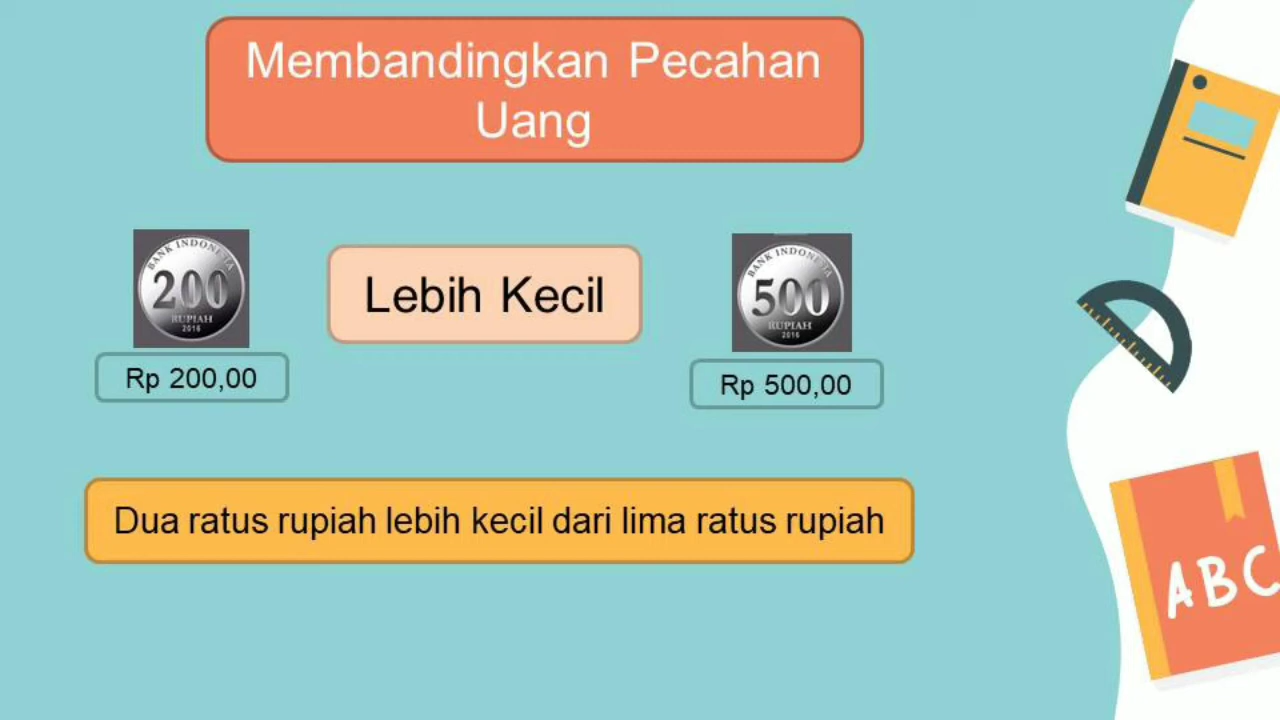 Membandingkan Pecahan
Uang
BANK INDONESIA
200
RUPIAH
2016
Lebih Kecil
BANK INDONESIA
500
RUPIAH
2016
Rp 200,00
Rp 500,00
Dua ratus rupiah lebih kecil dari lima ratus rupiah
ABC